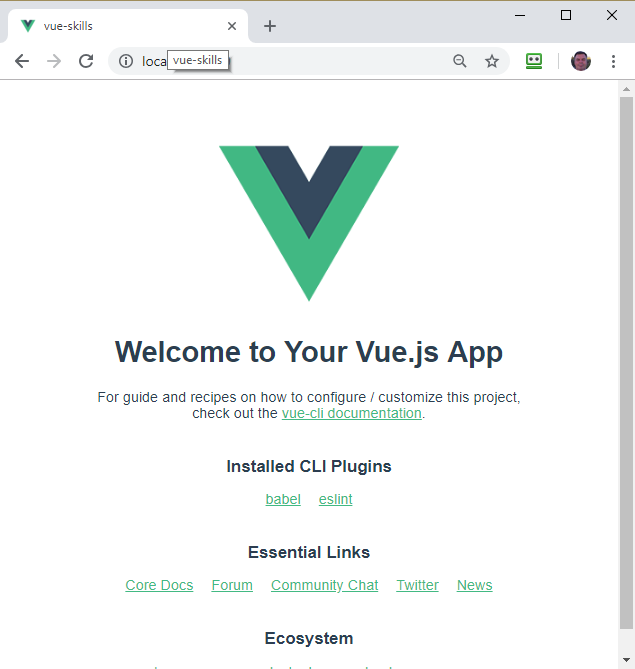 vue-skills
loca
vue-skills
Welcome to Your Vue.js App
For guide and recipes on how to configure / customize this project,
check out the vue-cli documentation.
Installed CLI Plugins
babel eslint
Essential Links
Core Docs Forum Community Chat Twitter News
Ecosystem